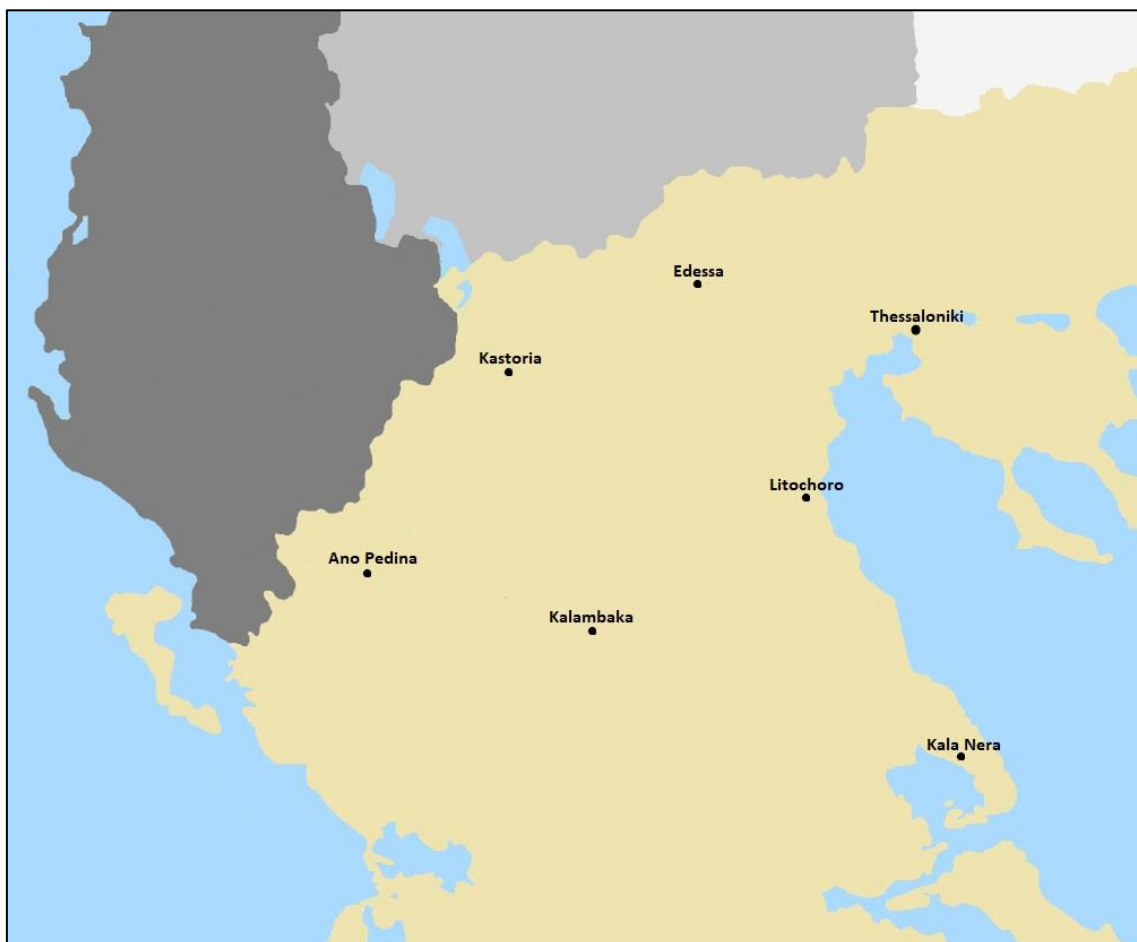 Edessa
Thessaloniki
Kastoria
Litochoro
Ano Pedina
Kalambaka
Kala Nera